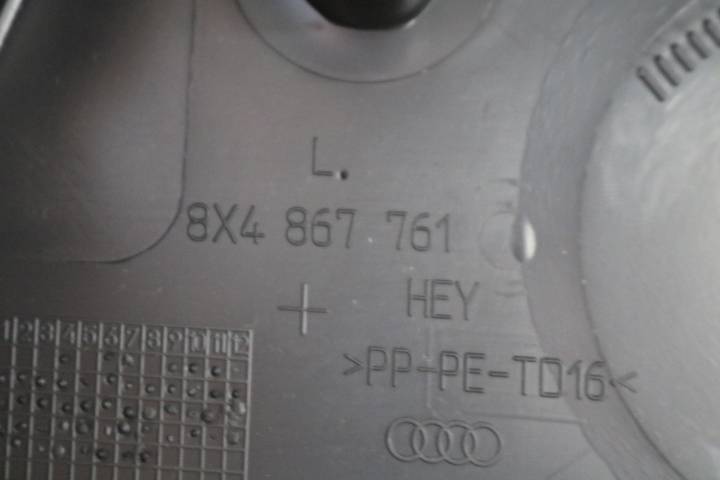 L.
8X4 867 761
HEY
>PP-PE-TD16<
1 2 3 4 5 6 7 8 9 10 11 12